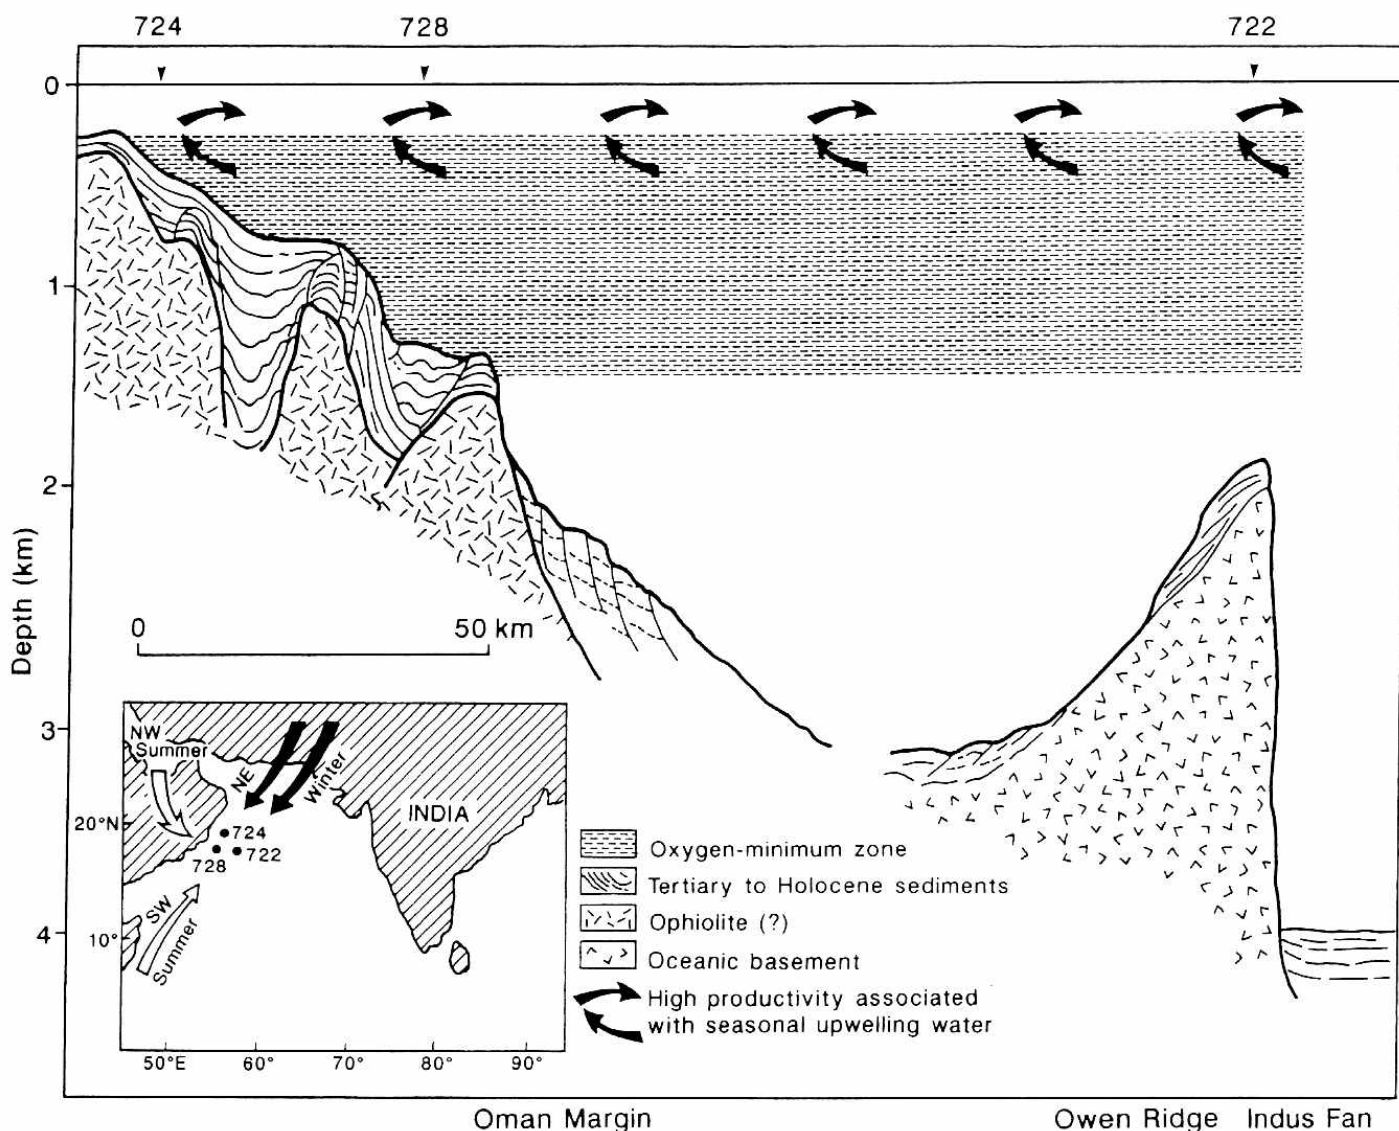 724 728 722
0
1
2
3
4
Depth (km)
0 50 km
NW
Summer
NE
Winter
INDIA
20°N
724
728 722
SW
Summer
10°
50°E 60° 70° 80° 90°
Oxygen-minimum zone
Tertiary to Holocene sediments
Ophiolite (?)
Oceanic basement
High productivity associated
with seasonal upwelling water
Oman Margin Owen Ridge Indus Fan